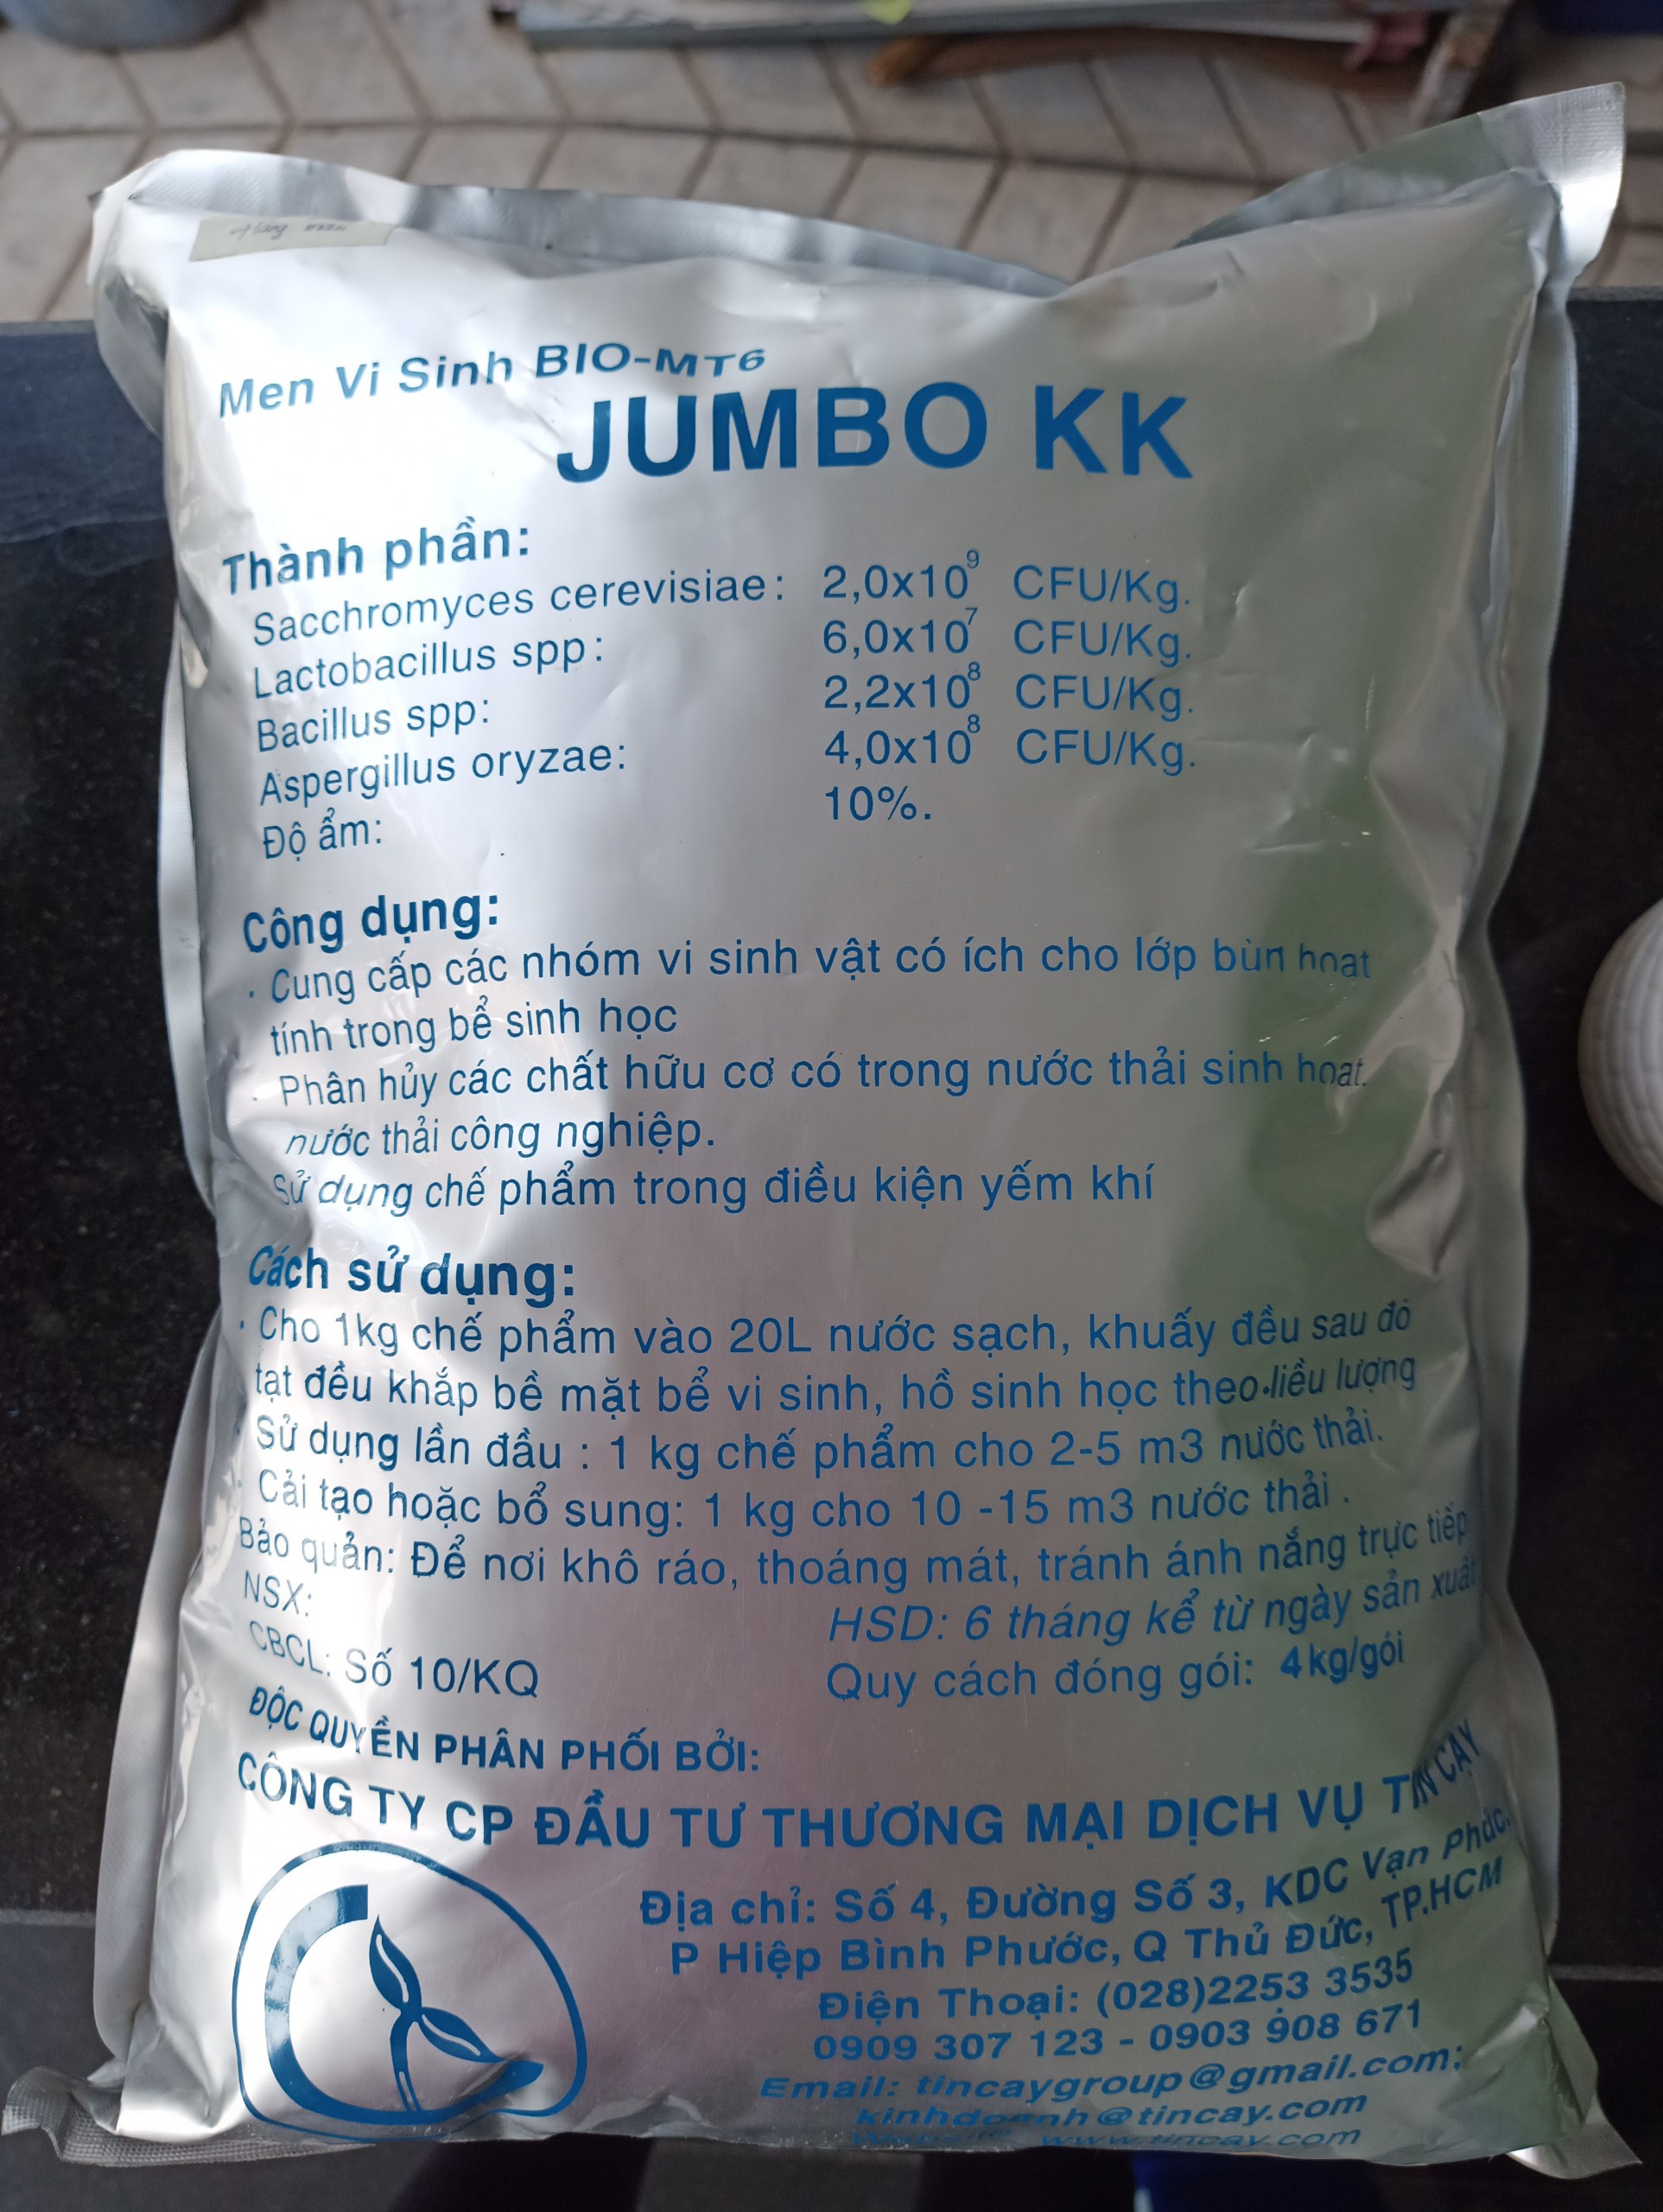 Men Vi Sinh BIO-MT6
JUMBO KK
Thành phần:
Sacchromyces cerevisiae: 2,0x10⁹ CFU/Kg.
Lactobacillus spp: 6,0x10⁷ CFU/Kg.
Bacillus spp: 2,2x10⁸ CFU/Kg.
Aspergillus oryzae: 4,0x10⁸ CFU/Kg.
Độ ẩm: 10%.
Công dụng:
· Cung cấp các nhóm vi sinh vật có ích cho lớp bùn hoạt
tính trong bể sinh học
· Phân hủy các chất hữu cơ có trong nước thải sinh hoạt.
nước thải công nghiệp.
Sử dụng chế phẩm trong điều kiện yếm khí
Cách sử dụng:
· Cho 1kg chế phẩm vào 20L nước sạch, khuấy đều sau đó
tạt đều khắp bề mặt bể vi sinh, hồ sinh học theo liều lượng
· Sử dụng lần đầu : 1 kg chế phẩm cho 2-5 m3 nước thải.
· Cải tạo hoặc bổ sung: 1 kg cho 10 -15 m3 nước thải .
Bảo quản: Để nơi khô ráo, thoáng mát, tránh ánh nắng trực tiếp
NSX: HSD: 6 tháng kể từ ngày sản xuất
CBCL: Số 10/KQ Quy cách đóng gói: 4kg/gói
ĐỘC QUYỀN PHÂN PHỐI BỞI:
CÔNG TY CP ĐẦU TƯ THƯƠNG MẠI DỊCH VỤ TIN CẬY
Địa chỉ: Số 4, Đường Số 3, KDC Vạn Phúc,
P Hiệp Bình Phước, Q Thủ Đức, TP.HCM
Điện Thoại: (028)2253 3535
0909 307 123 - 0903 908 671
Email: tincaygroup@gmail.com;
kinhdoanh@tincay.com
Website: www.tincay.com